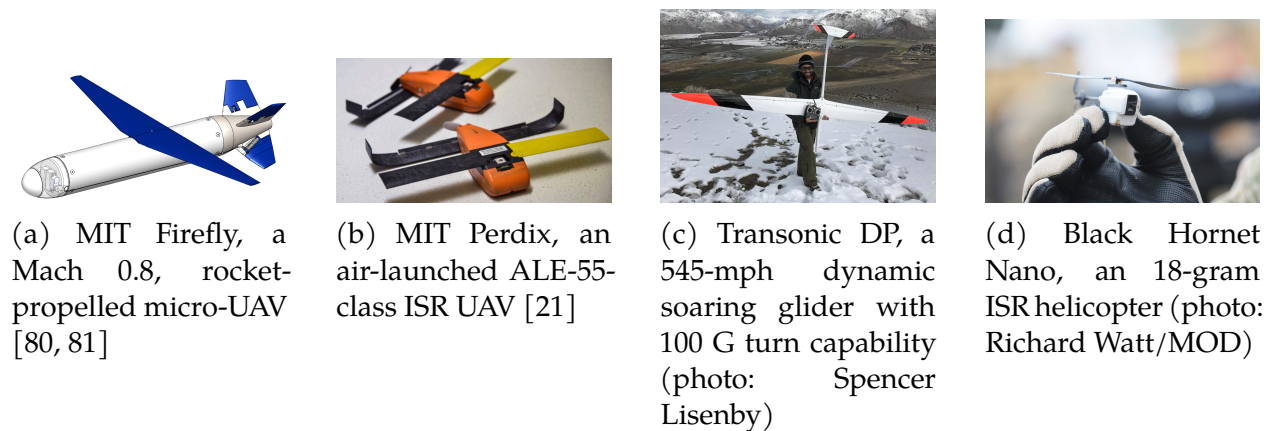 (a) MIT Firefly, a
Mach 0.8, rocket-
propelled micro-UAV
[80, 81]
(b) MIT Perdix, an
air-launched ALE-55-
class ISR UAV [21]
(c) Transonic DP, a
545-mph dynamic
soaring glider with
100 G turn capability
(photo: Spencer
Lisenby)
(d) Black Hornet
Nano, an 18-gram
ISR helicopter (photo:
Richard Watt/MOD)